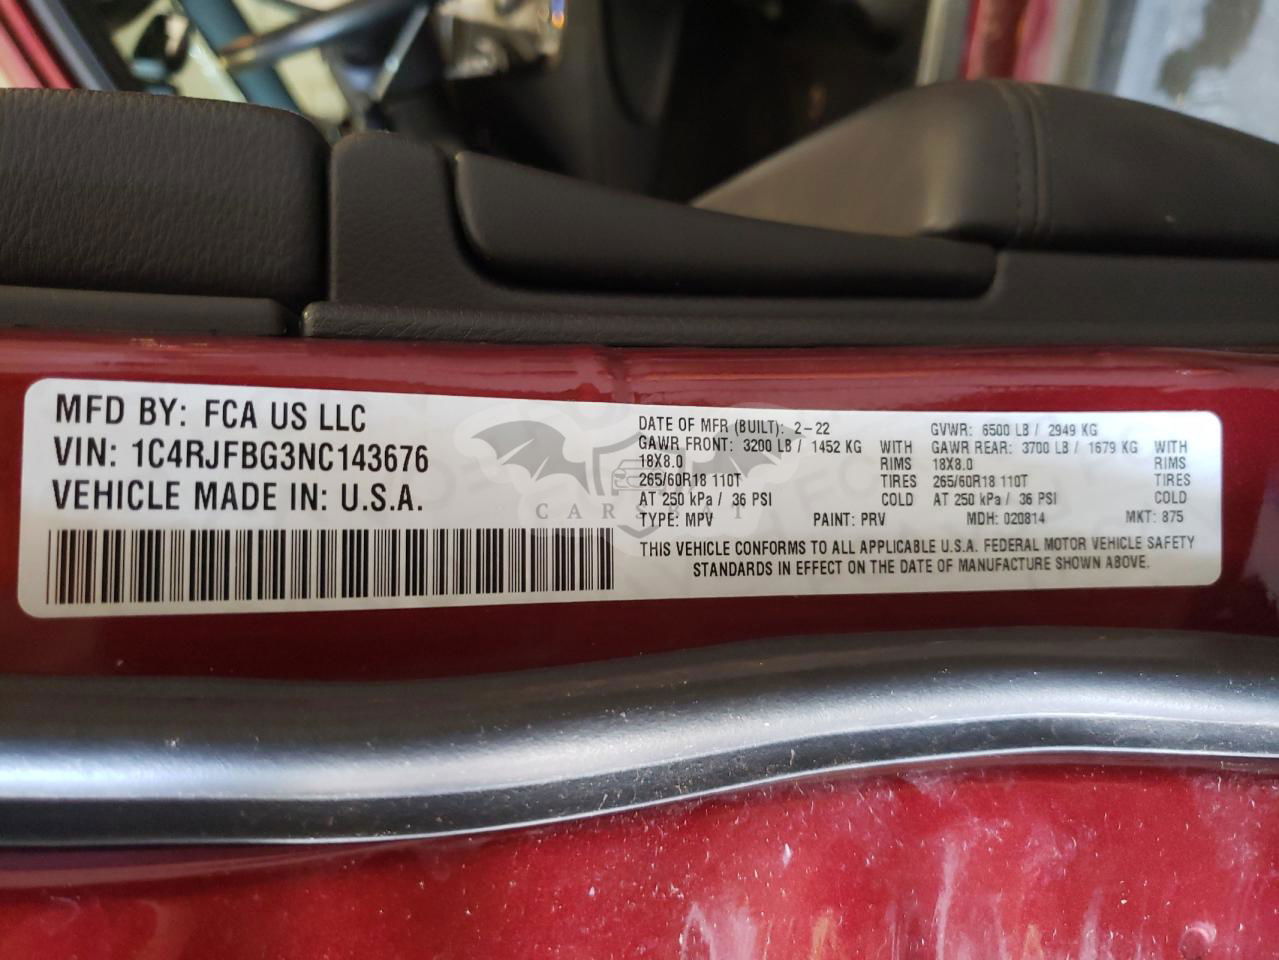 MFD BY: FCA US LLC
VIN: 1C4RJFBG3NC143676
VEHICLE MADE IN: U.S.A.
DATE OF MFR (BUILT): 2-22 GVWR: 6500 LB / 2949 KG
GAWR FRONT: 3200 LB / 1452 KG WITH GAWR REAR: 3700 LB / 1679 KG WITH
18X8.0 RIMS 18X8.0 RIMS
265/60R18 110T TIRES 265/60R18 110T TIRES
AT 250 kPa / 36 PSI COLD AT 250 kPa / 36 PSI COLD
TYPE: MPV PAINT: PRV MDH: 020814 MKT: 875
THIS VEHICLE CONFORMS TO ALL APPLICABLE U.S.A. FEDERAL MOTOR VEHICLE SAFETY
STANDARDS IN EFFECT ON THE DATE OF MANUFACTURE SHOWN ABOVE.